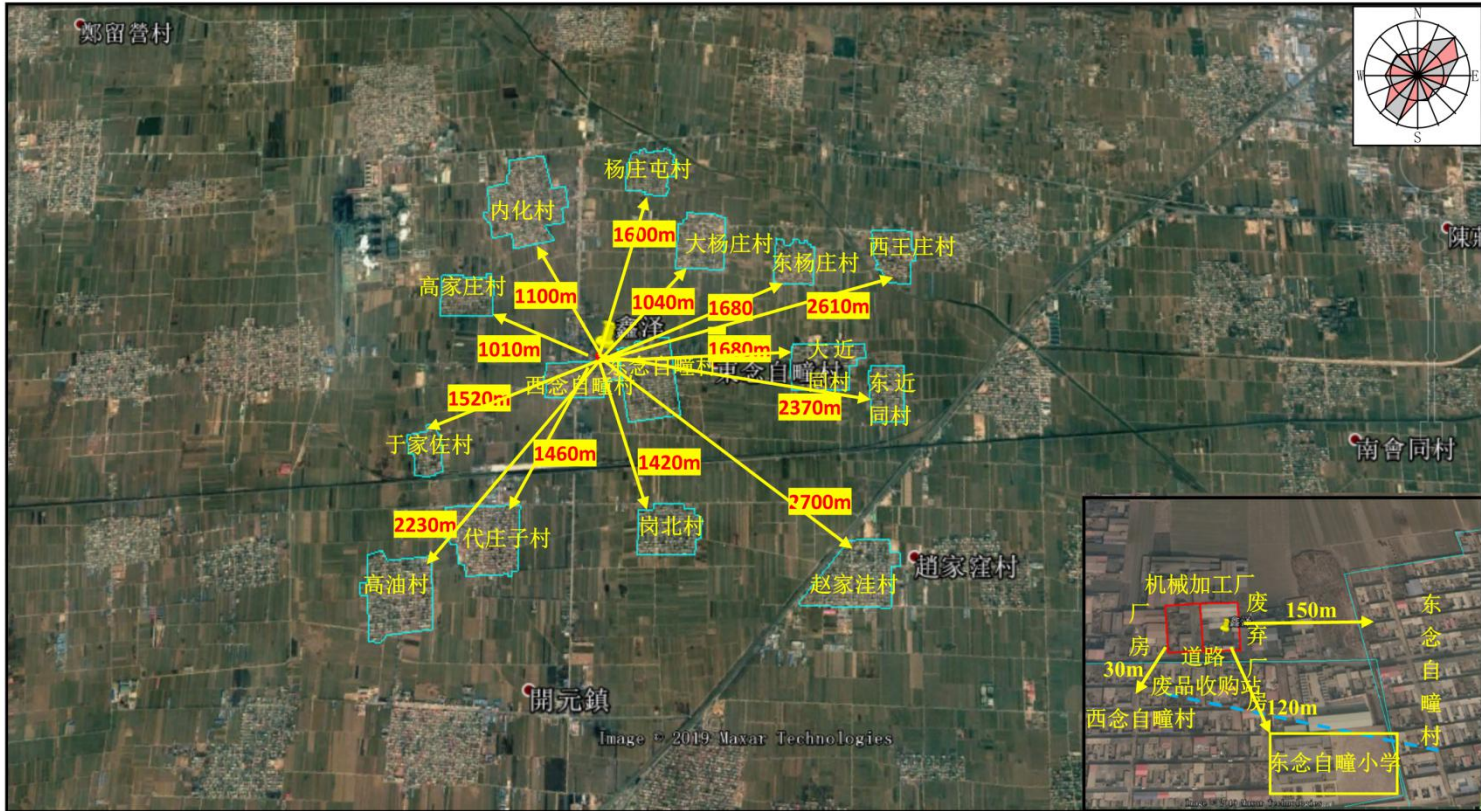 鄭留營村
N
W
E
S
杨庄屯村
内化村
1600m
大杨庄村
东杨庄村
西王庄村
陳
高家庄村
1100m
1040m
1680
2610m
鑫泽
1010m
1680m
大近
同村
东念自疃村
東念自疃村
西念自疃村
东近
同村
2370m
1520m
于家佐村
1460m
1420m
南會同村
2700m
2230m
代庄子村
岗北村
高油村
赵家洼村
趙家窪村
開元鎮
Image © 2019 Maxar Technologies
机械加工厂
厂
房
废
弃
厂
房
150m
东
念
自
疃
村
30m
道路
废品收购站
120m
西念自疃村
东念自疃小学